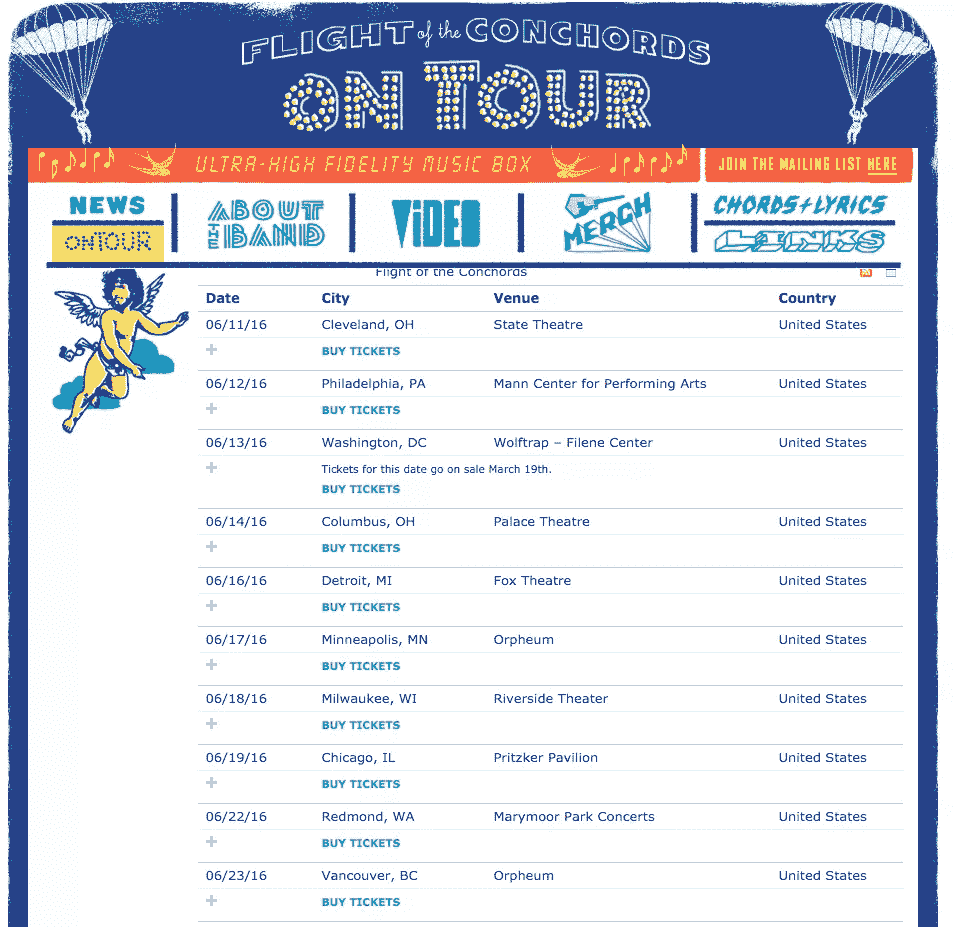 FLIGHT of the CONCHORDS
ON TOUR
ULTRA-HIGH FIDELITY MUSIC BOX
JOIN THE MAILING LIST HERE
NEWS
ON TOUR
ABOUT THE BAND
VIDEO
MERCH
CHORDS+LYRICS
LINKS
Flight of the Conchords
Date City Venue Country
06/11/16 Cleveland, OH State Theatre United States
+ BUY TICKETS
06/12/16 Philadelphia, PA Mann Center for Performing Arts United States
+ BUY TICKETS
06/13/16 Washington, DC Wolftrap – Filene Center United States
+ Tickets for this date go on sale March 19th.
BUY TICKETS
06/14/16 Columbus, OH Palace Theatre United States
+ BUY TICKETS
06/16/16 Detroit, MI Fox Theatre United States
+ BUY TICKETS
06/17/16 Minneapolis, MN Orpheum United States
+ BUY TICKETS
06/18/16 Milwaukee, WI Riverside Theater United States
+ BUY TICKETS
06/19/16 Chicago, IL Pritzker Pavilion United States
+ BUY TICKETS
06/22/16 Redmond, WA Marymoor Park Concerts United States
+ BUY TICKETS
06/23/16 Vancouver, BC Orpheum United States
+ BUY TICKETS